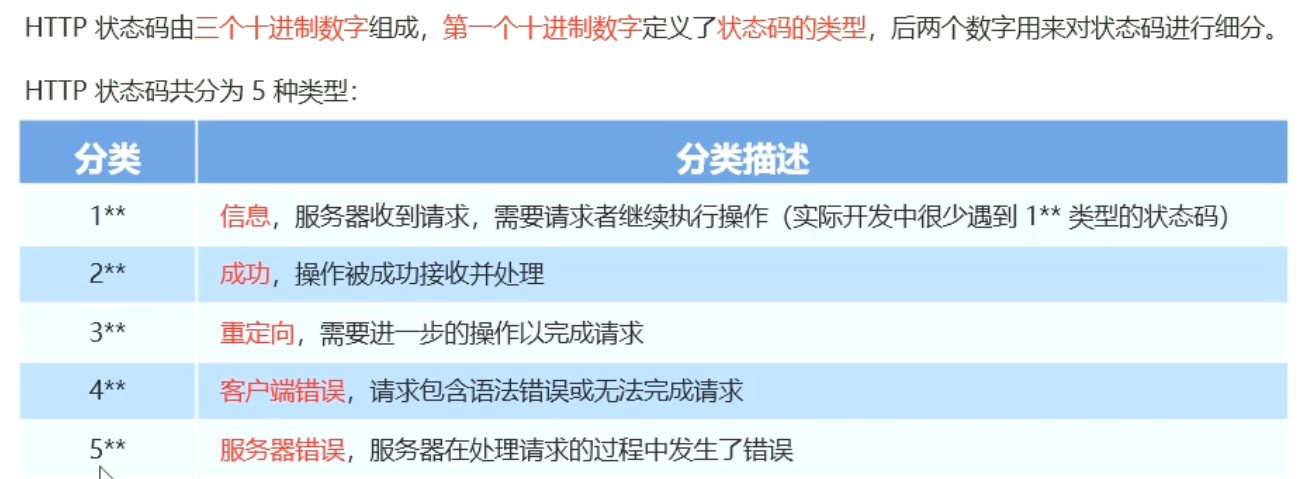 HTTP 状态码由三个十进制数字组成，第一个十进制数字定义了状态码的类型，后两个数字用来对状态码进行细分。
HTTP 状态码共分为 5 种类型：
分类 分类描述
1** 信息，服务器收到请求，需要请求者继续执行操作（实际开发中很少遇到 1** 类型的状态码）
2** 成功，操作被成功接收并处理
3** 重定向，需要进一步的操作以完成请求
4** 客户端错误，请求包含语法错误或无法完成请求
5** 服务器错误，服务器在处理请求的过程中发生了错误